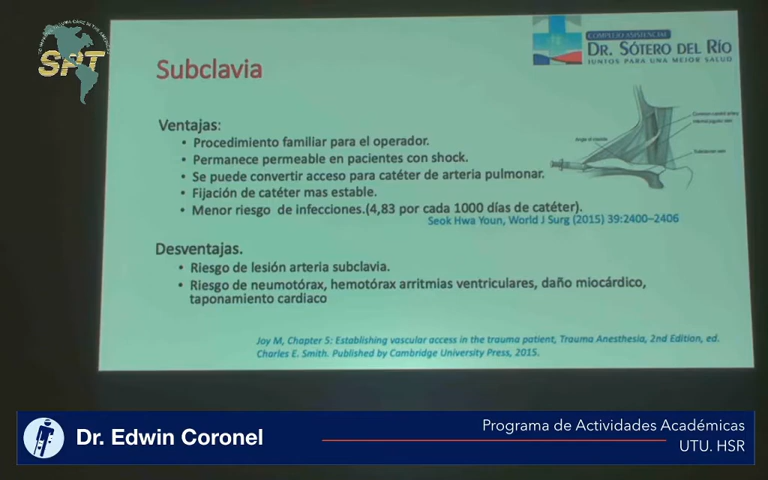 SPT
COMPLEJO ASISTENCIAL
DR. SÓTERO DEL RÍO
JUNTOS PARA UNA MEJOR SALUD
Subclavia
Ventajas:
• Procedimiento familiar para el operador.
• Permanece permeable en pacientes con shock.
• Se puede convertir acceso para catéter de arteria pulmonar.
• Fijación de catéter mas estable.
• Menor riesgo de infecciones.(4,83 por cada 1000 días de catéter).
Seok Hwa Youn, World J Surg (2015) 39:2400–2406
Desventajas.
• Riesgo de lesión arteria subclavia.
• Riesgo de neumotórax, hemotórax arritmias ventriculares, daño miocárdico,
taponamiento cardiaco
Joy M, Chapter 5: Establishing vascular access in the trauma patient, Trauma Anesthesia, 2nd Edition, ed.
Charles E. Smith. Published by Cambridge University Press, 2015.
Dr. Edwin Coronel
Programa de Actividades Académicas
UTU. HSR